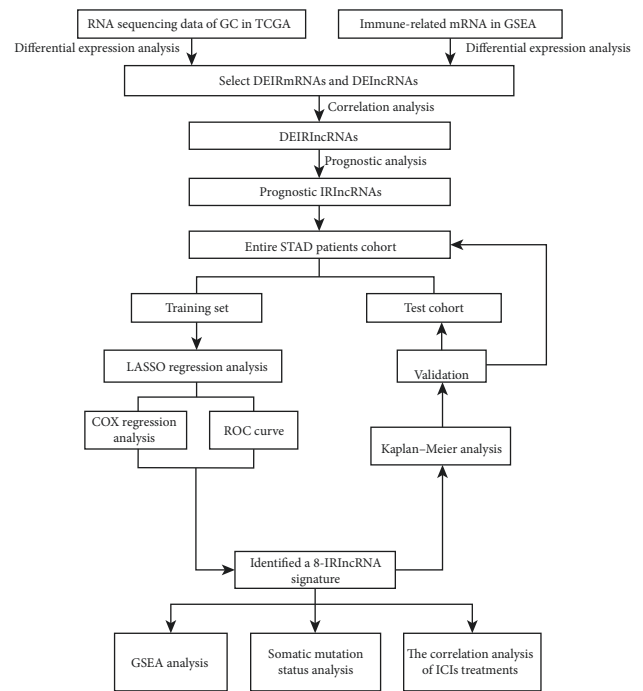 RNA sequencing data of GC in TCGA
Immune-related mRNA in GSEA
Differential expression analysis
Differential expression analysis
Select DEIRmRNAs and DElncRNAs
Correlation analysis
DEIRlncRNAs
Prognostic analysis
Prognostic IRlncRNAs
Entire STAD patients cohort
Training set
Test cohort
LASSO regression analysis
Validation
COX regression
analysis
ROC curve
Kaplan–Meier analysis
Identified a 8-IRlncRNA
signature
GSEA analysis
Somatic mutation
status analysis
The correlation analysis
of ICIs treatments